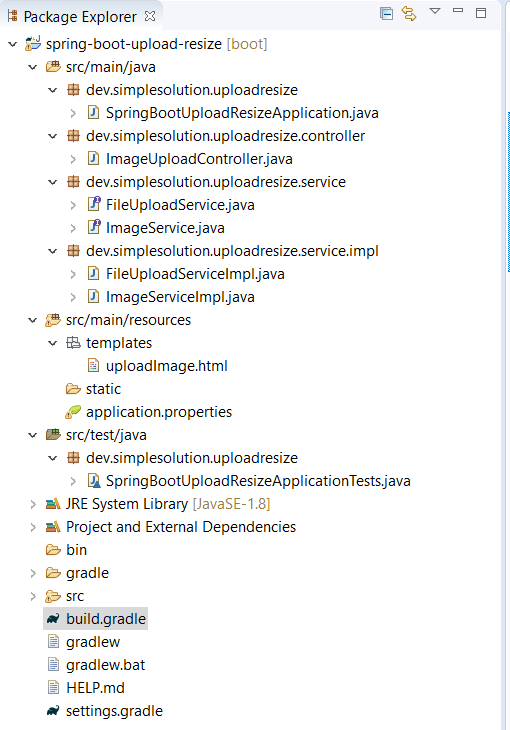 Package Explorer
spring-boot-upload-resize [boot]
src/main/java
dev.simplesolution.uploadresize
SpringBootUploadResizeApplication.java
dev.simplesolution.uploadresize.controller
ImageUploadController.java
dev.simplesolution.uploadresize.service
FileUploadService.java
ImageService.java
dev.simplesolution.uploadresize.service.impl
FileUploadServiceImpl.java
ImageServiceImpl.java
src/main/resources
templates
uploadImage.html
static
application.properties
src/test/java
dev.simplesolution.uploadresize
SpringBootUploadResizeApplicationTests.java
JRE System Library [JavaSE-1.8]
Project and External Dependencies
bin
gradle
src
build.gradle
gradlew
gradlew.bat
HELP.md
settings.gradle